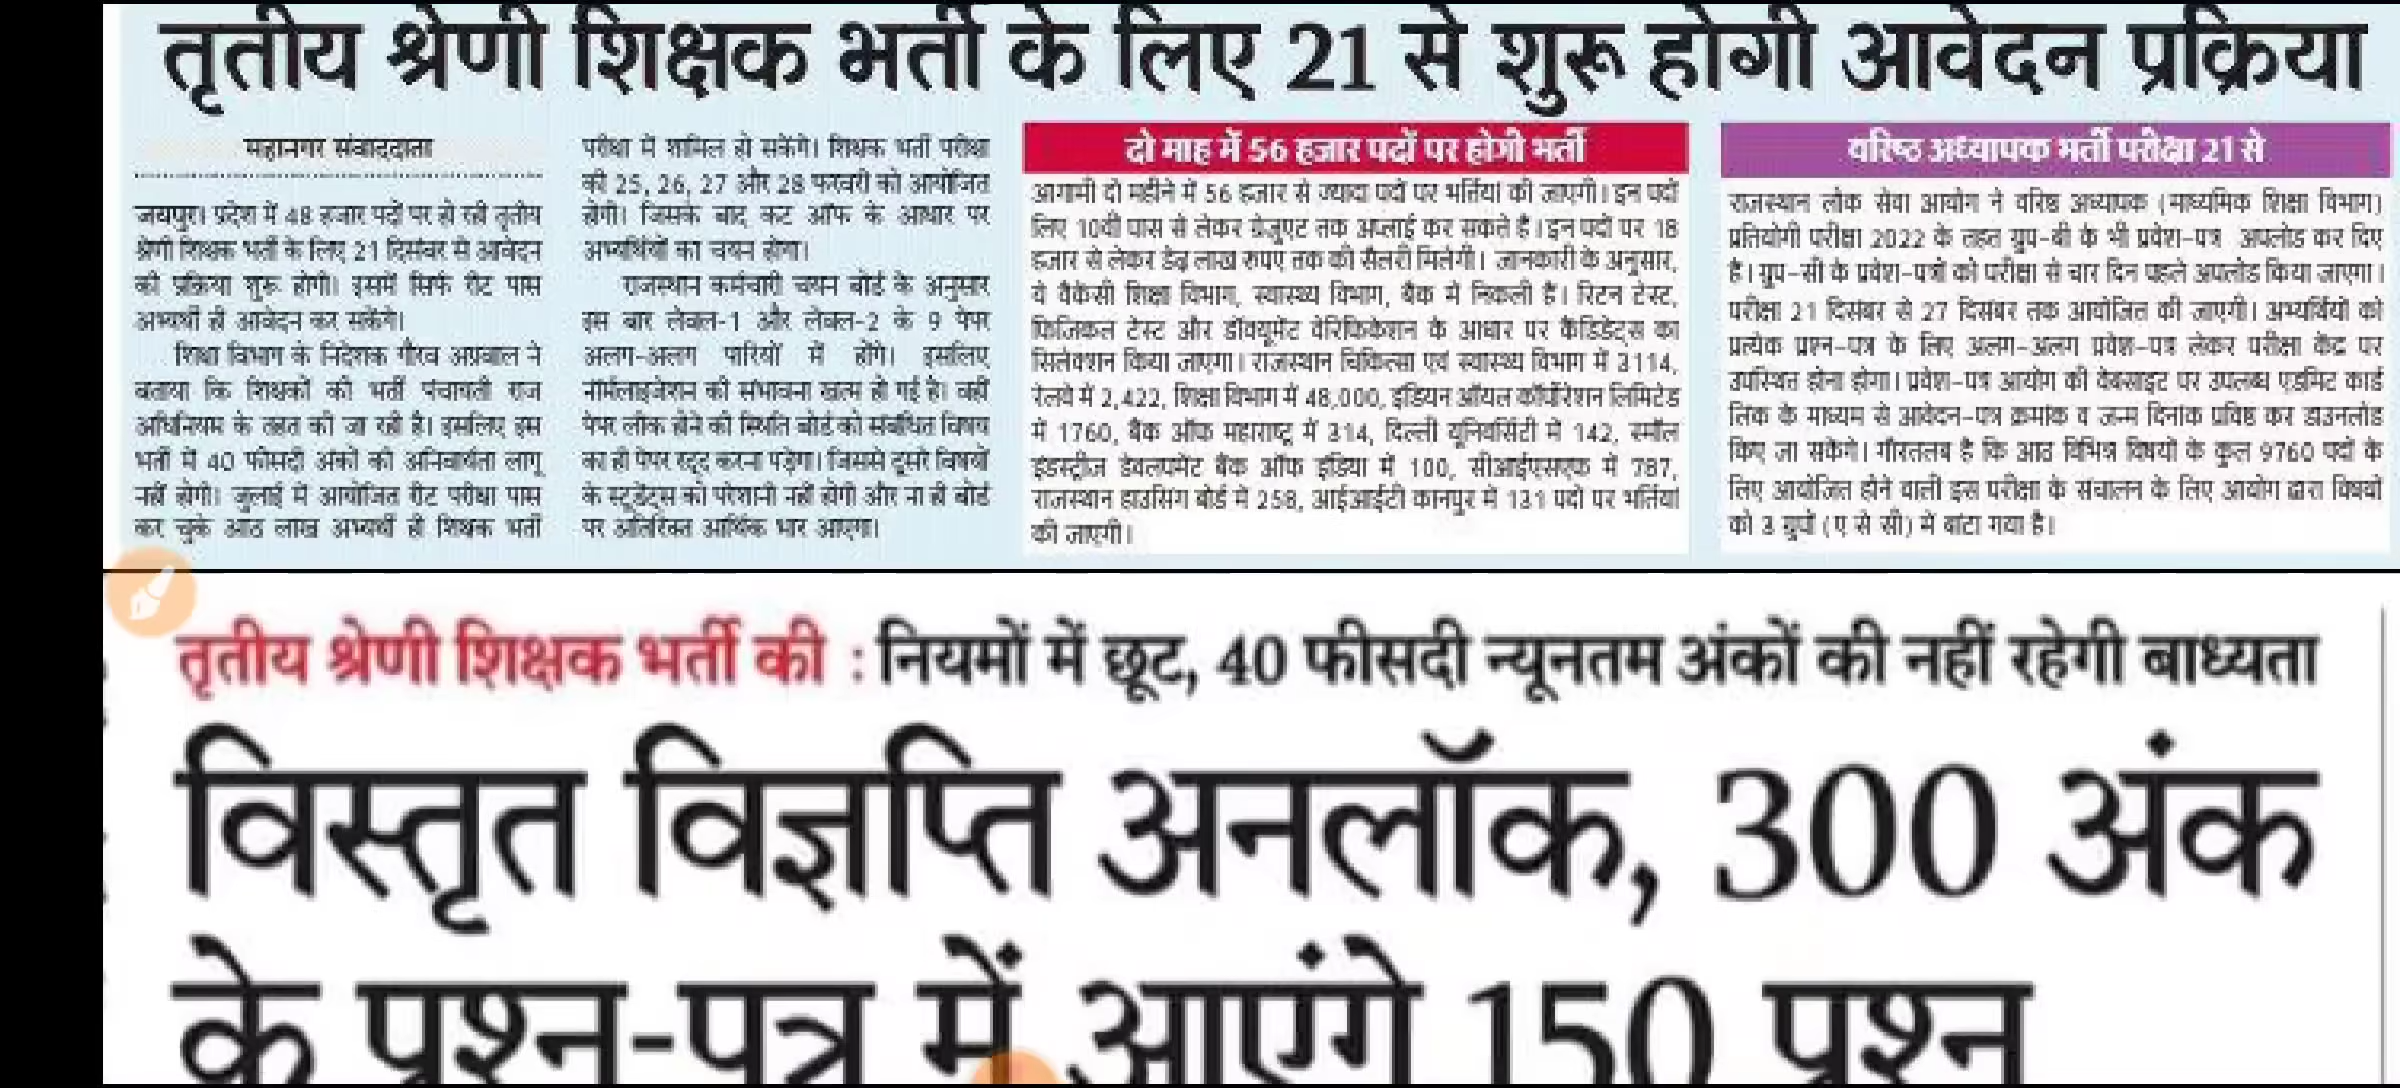 तृतीय श्रेणी शिक्षक भर्ती के लिए 21 से शुरू होगी आवेदन प्रक्रिया
महानगर संवाददाता
जयपुर। प्रदेश में 48 हजार पदों पर हो रही तृतीय
श्रेणी शिक्षक भर्ती के लिए 21 दिसंबर से आवेदन
की प्रक्रिया शुरू होगी। इसमें सिर्फ रीट पास
अभ्यर्थी ही आवेदन कर सकेंगे।
शिक्षा विभाग के निदेशक गौरव अग्रवाल ने
बताया कि शिक्षकों की भर्ती पंचायती राज
अधिनियम के तहत की जा रही है। इसलिए इस
भर्ती में 40 फीसदी अंकों की अनिवार्यता लागू
नहीं होगी। जुलाई में आयोजित रीट परीक्षा पास
कर चुके आठ लाख अभ्यर्थी ही शिक्षक भर्ती
परीक्षा में शामिल हो सकेंगे। शिक्षक भर्ती परीक्षा
की 25, 26, 27 और 28 फरवरी को आयोजित
होगी। जिसके बाद कट ऑफ के आधार पर
अभ्यर्थियों का चयन होगा।
राजस्थान कर्मचारी चयन बोर्ड के अनुसार
इस बार लेवल-1 और लेवल-2 के 9 पेपर
अलग-अलग पारियों में होंगे। इसलिए
नॉर्मलाइजेशन की संभावना खत्म हो गई है। वहीं
पेपर लीक होने की स्थिति बोर्ड को संबंधित विषय
का ही पेपर रद्द करना पड़ेगा। जिससे दूसरे विषयों
के स्टूडेंट्स को परेशानी नहीं होगी और ना ही बोर्ड
पर अतिरिक्त आर्थिक भार आएगा।
दो माह में 56 हजार पदों पर होगी भर्ती
आगामी दो महीने में 56 हजार से ज्यादा पदों पर भर्तियां की जाएगी। इन पदों
लिए 10वीं पास से लेकर ग्रेजुएट तक अप्लाई कर सकते है। इन पदों पर 18
हजार से लेकर डेढ़ लाख रुपए तक की सैलरी मिलेगी। जानकारी के अनुसार,
ये वैकेंसी शिक्षा विभाग, स्वास्थ्य विभाग, बैंक में निकली हैं। रिटन टेस्ट,
फिजिकल टेस्ट और डॉक्यूमेंट वेरिफिकेशन के आधार पर कैंडिडेट्स का
सिलेक्शन किया जाएगा। राजस्थान चिकित्सा एवं स्वास्थ्य विभाग में 3114,
रेलवे में 2,422, शिक्षा विभाग में 48,000, इंडियन ऑयल कॉर्पोरेशन लिमिटेड
में 1760, बैंक ऑफ महाराष्ट्र में 314, दिल्ली यूनिवर्सिटी में 142, स्मॉल
इंडस्ट्रीज डेवलपमेंट बैंक ऑफ इंडिया में 100, सीआईएसएफ में 787,
राजस्थान हाउसिंग बोर्ड में 258, आईआईटी कानपुर में 131 पदों पर भर्तियां
की जाएगी।
वरिष्ठ अध्यापक भर्ती परीक्षा 21 से
राजस्थान लोक सेवा आयोग ने वरिष्ठ अध्यापक (माध्यमिक शिक्षा विभाग)
प्रतियोगी परीक्षा 2022 के तहत ग्रुप-बी के भी प्रवेश-पत्र अपलोड कर दिए
है। ग्रुप-सी के प्रवेश-पत्रों को परीक्षा से चार दिन पहले अपलोड किया जाएगा।
परीक्षा 21 दिसंबर से 27 दिसंबर तक आयोजित की जाएगी। अभ्यर्थियों को
प्रत्येक प्रश्न-पत्र के लिए अलग-अलग प्रवेश-पत्र लेकर परीक्षा केंद्र पर
उपस्थित होना होगा। प्रवेश-पत्र आयोग की वेबसाइट पर उपलब्ध एडमिट कार्ड
लिंक के माध्यम से आवेदन-पत्र क्रमांक व जन्म दिनांक प्रविष्ठ कर डाउनलोड
किए जा सकेंगे। गौरतलब है कि आठ विभिन्न विषयों के कुल 9760 पदों के
लिए आयोजित होने वाली इस परीक्षा के संचालन के लिए आयोग द्वारा विषयों
को 3 ग्रुपों (ए से सी) में बांटा गया है।
तृतीय श्रेणी शिक्षक भर्ती की : नियमों में छूट, 40 फीसदी न्यूनतम अंकों की नहीं रहेगी बाध्यता
विस्तृत विज्ञप्ति अनलॉक, 300 अंक
के प्रश्न-पत्र में आएंगे 150 प्रश्न